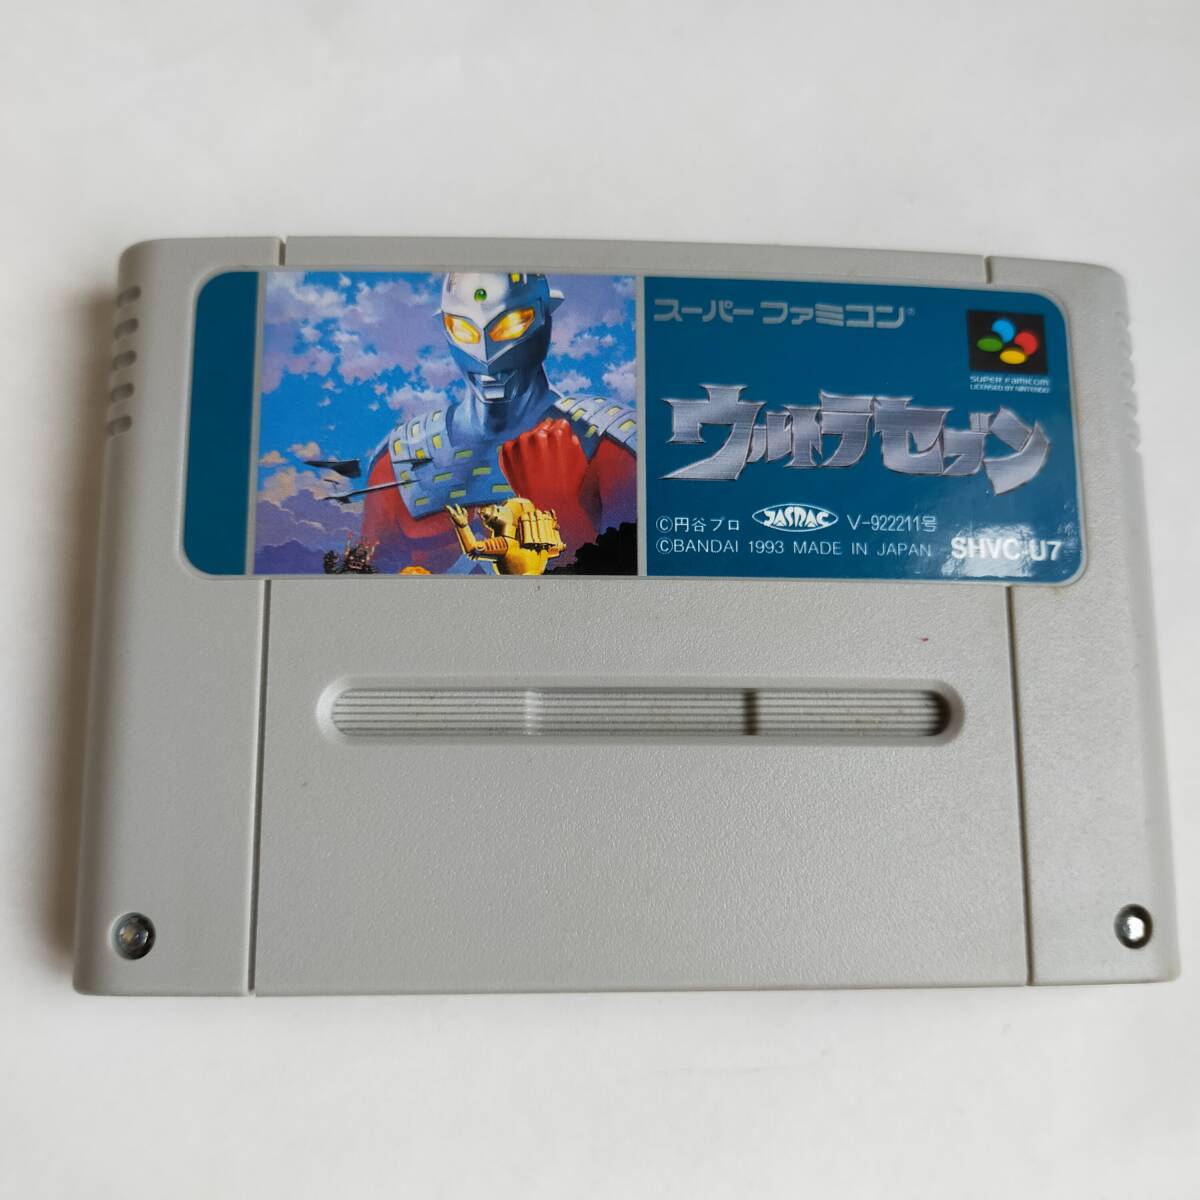 スーパーファミコン®
SUPER FAMICOM
LICENSED BY NINTENDO
ウルトラセブン
©円谷プロ JASRAC V-922211号
©BANDAI 1993 MADE IN JAPAN SHVC-U7